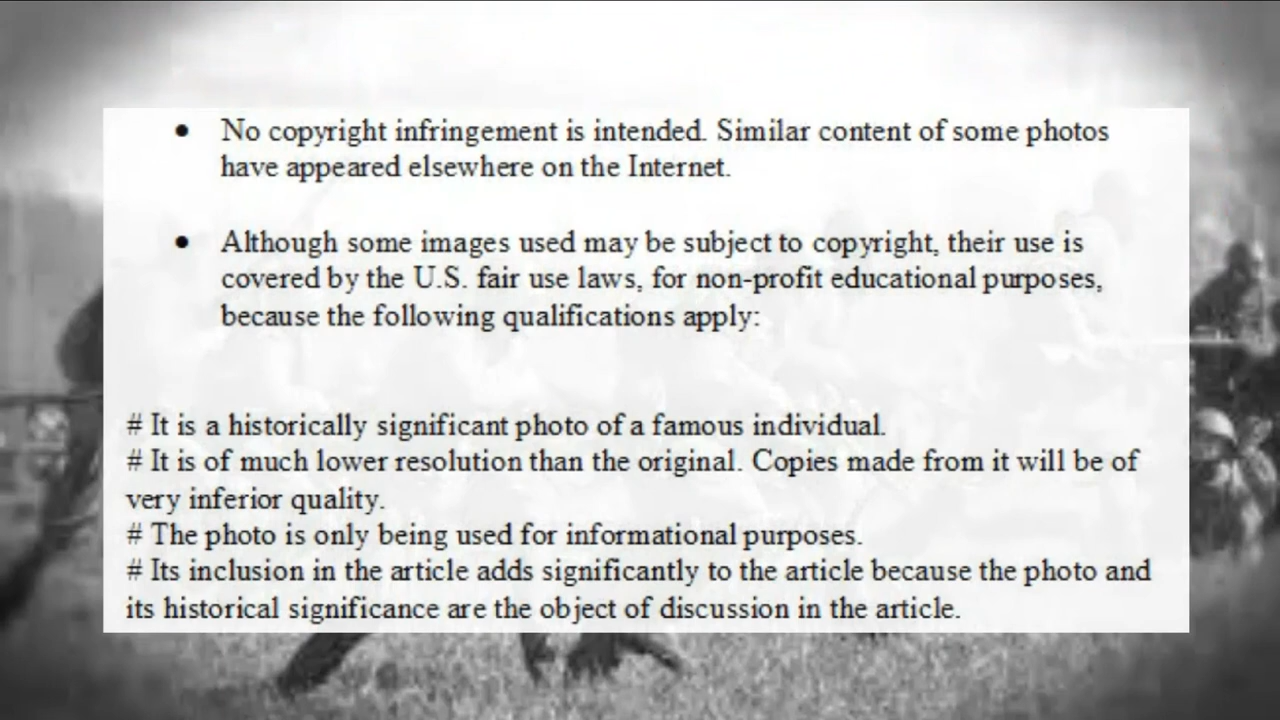 • No copyright infringement is intended. Similar content of some photos
have appeared elsewhere on the Internet.
• Although some images used may be subject to copyright, their use is
covered by the U.S. fair use laws, for non-profit educational purposes,
because the following qualifications apply:
# It is a historically significant photo of a famous individual.
# It is of much lower resolution than the original. Copies made from it will be of
very inferior quality.
# The photo is only being used for informational purposes.
# Its inclusion in the article adds significantly to the article because the photo and
its historical significance are the object of discussion in the article.